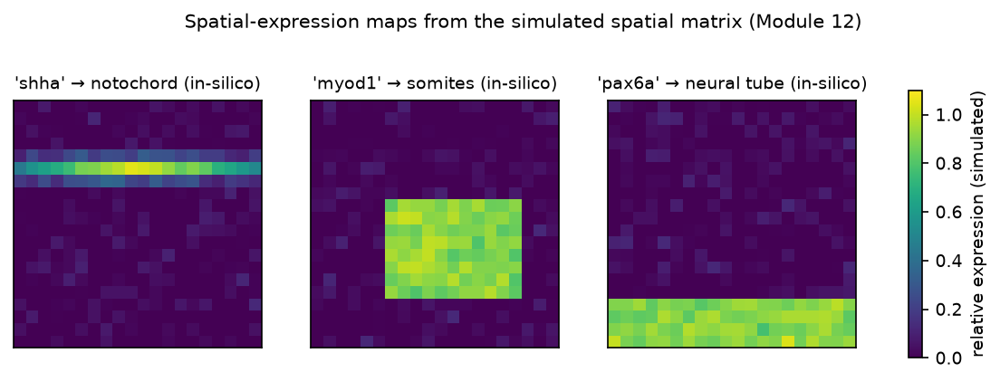 Spatial-expression maps from the simulated spatial matrix (Module 12)
'shha' → notochord (in-silico)
'myod1' → somites (in-silico)
'pax6a' → neural tube (in-silico)
1.0
0.8
0.6
0.4
0.2
0.0
relative expression (simulated)